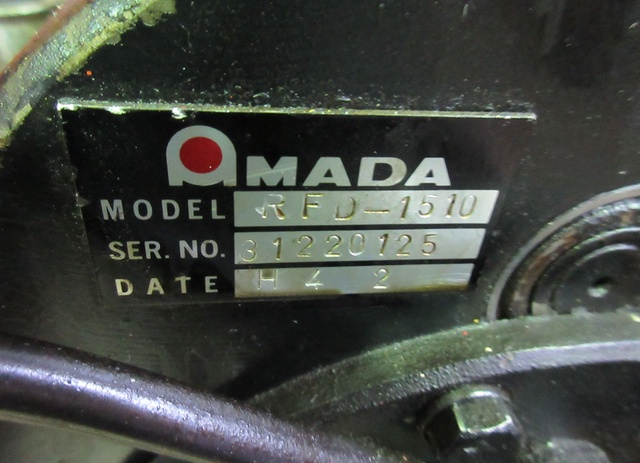 AMADA
MODEL RFD-1510
SER. NO. 31220125
DATE H 4 2